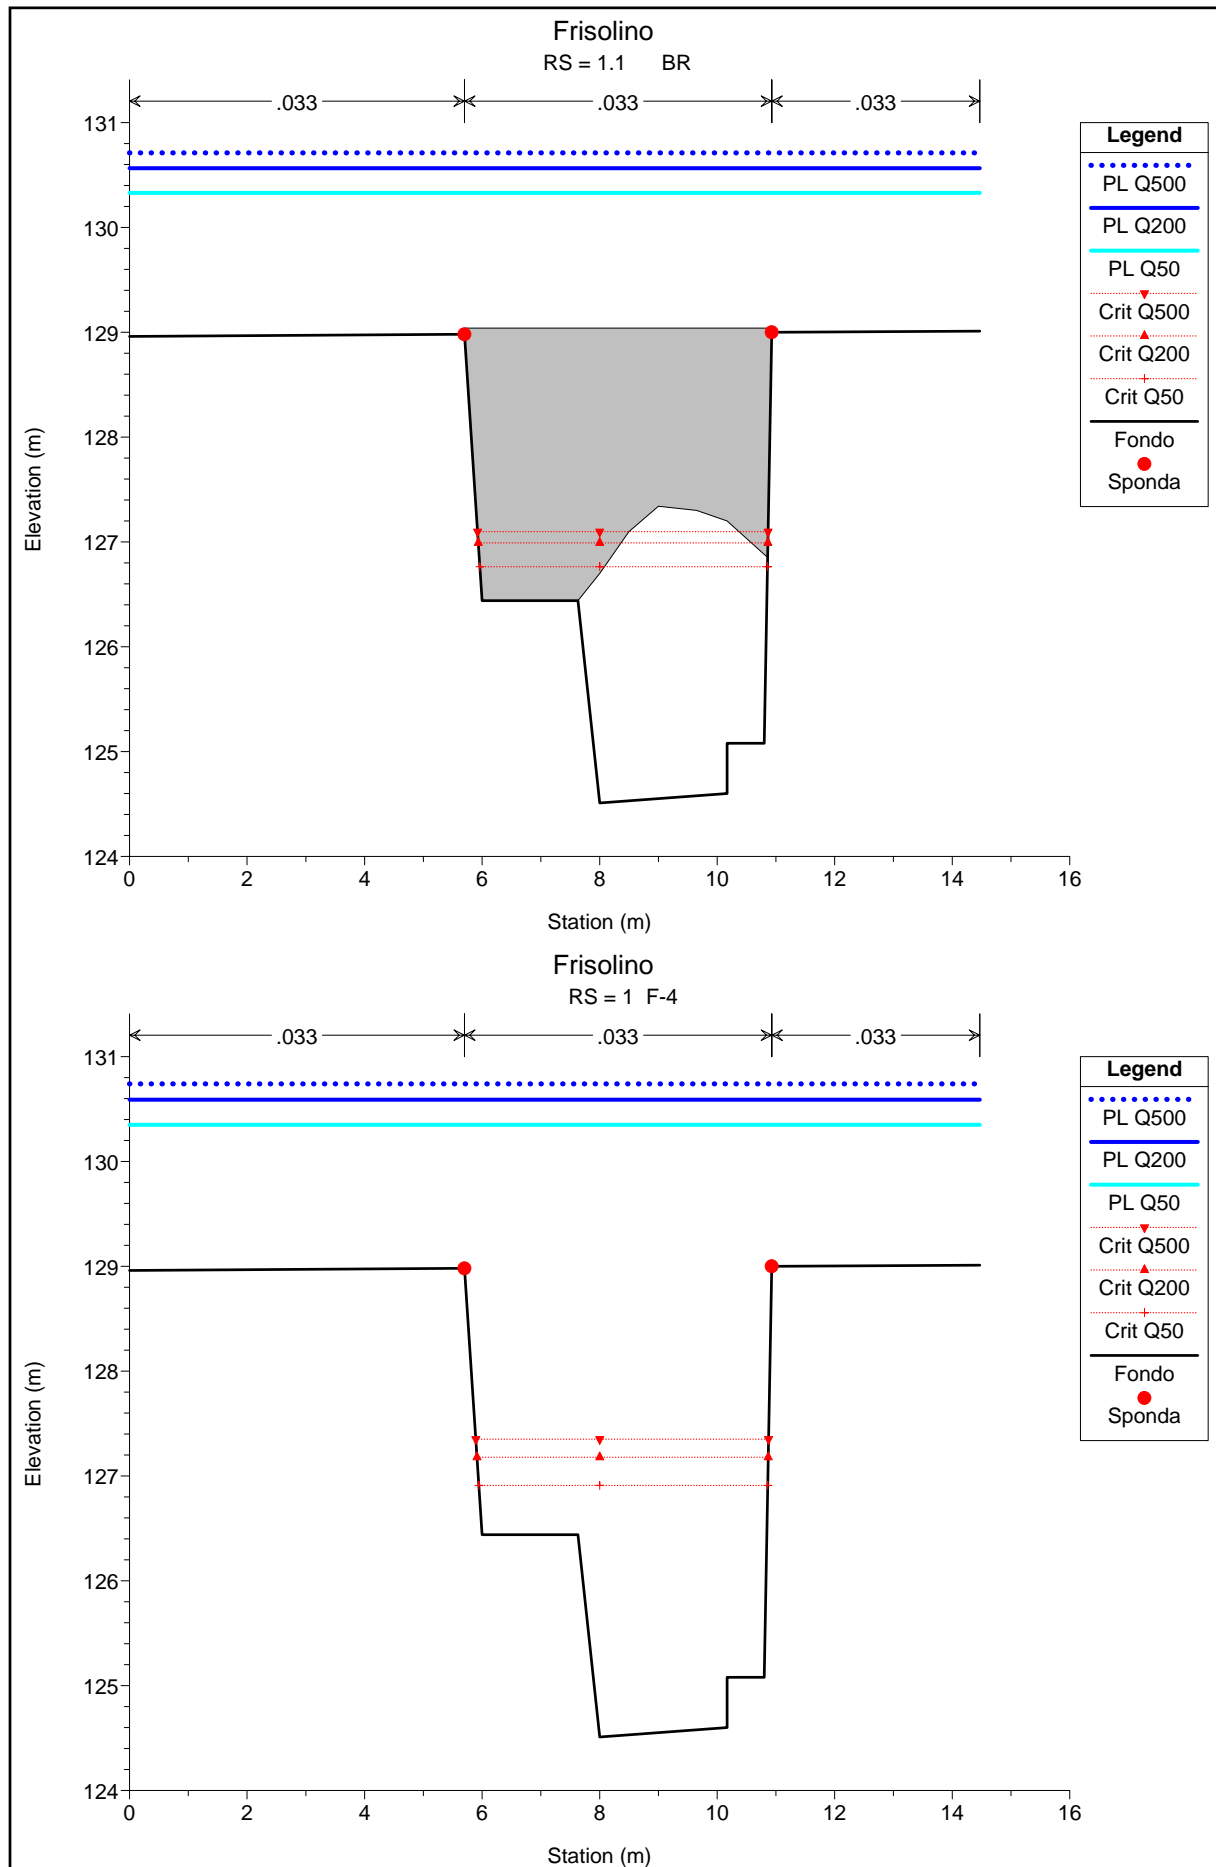 Frisolino
RS = 1.1 BR
.033 .033 .033
131
130
129
128
127
126
125
124
Elevation (m)
0 2 4 6 8 10 12 14 16
Station (m)
Legend
PL Q500
PL Q200
PL Q50
Crit Q500
Crit Q200
Crit Q50
Fondo
Sponda
Frisolino
RS = 1 F-4
.033 .033 .033
131
130
129
128
127
126
125
124
Elevation (m)
0 2 4 6 8 10 12 14 16
Station (m)
Legend
PL Q500
PL Q200
PL Q50
Crit Q500
Crit Q200
Crit Q50
Fondo
Sponda